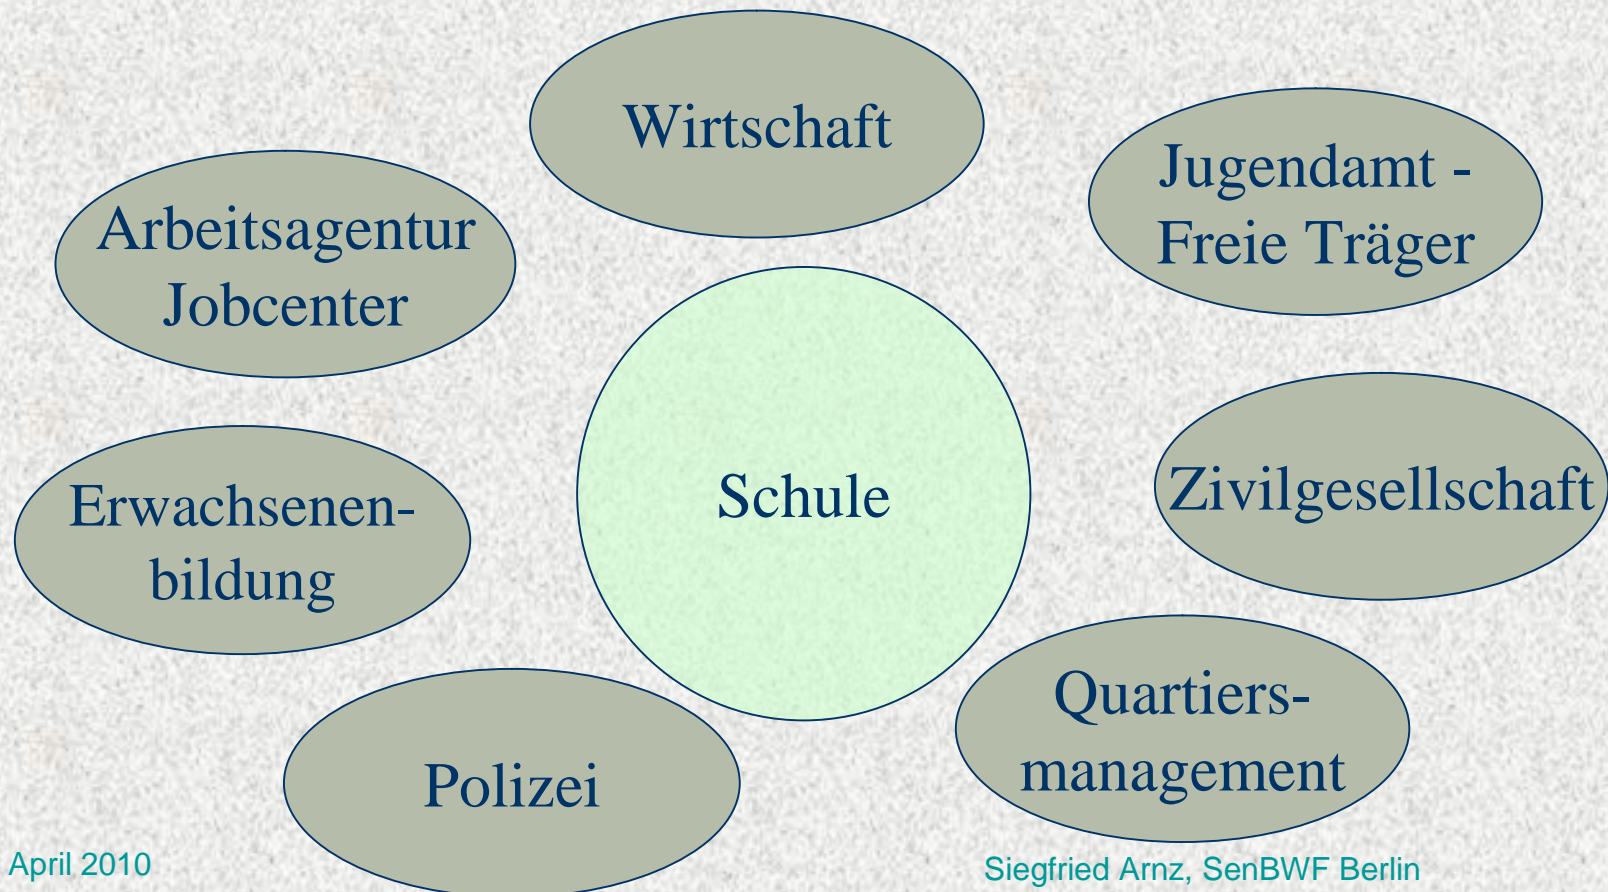 Wirtschaft
Jugendamt -
Freie Träger
Arbeitsagentur
Jobcenter
Schule
Zivilgesellschaft
Erwachsenen-
bildung
Quartiers-
management
Polizei
April 2010
Siegfried Arnz, SenBWF Berlin